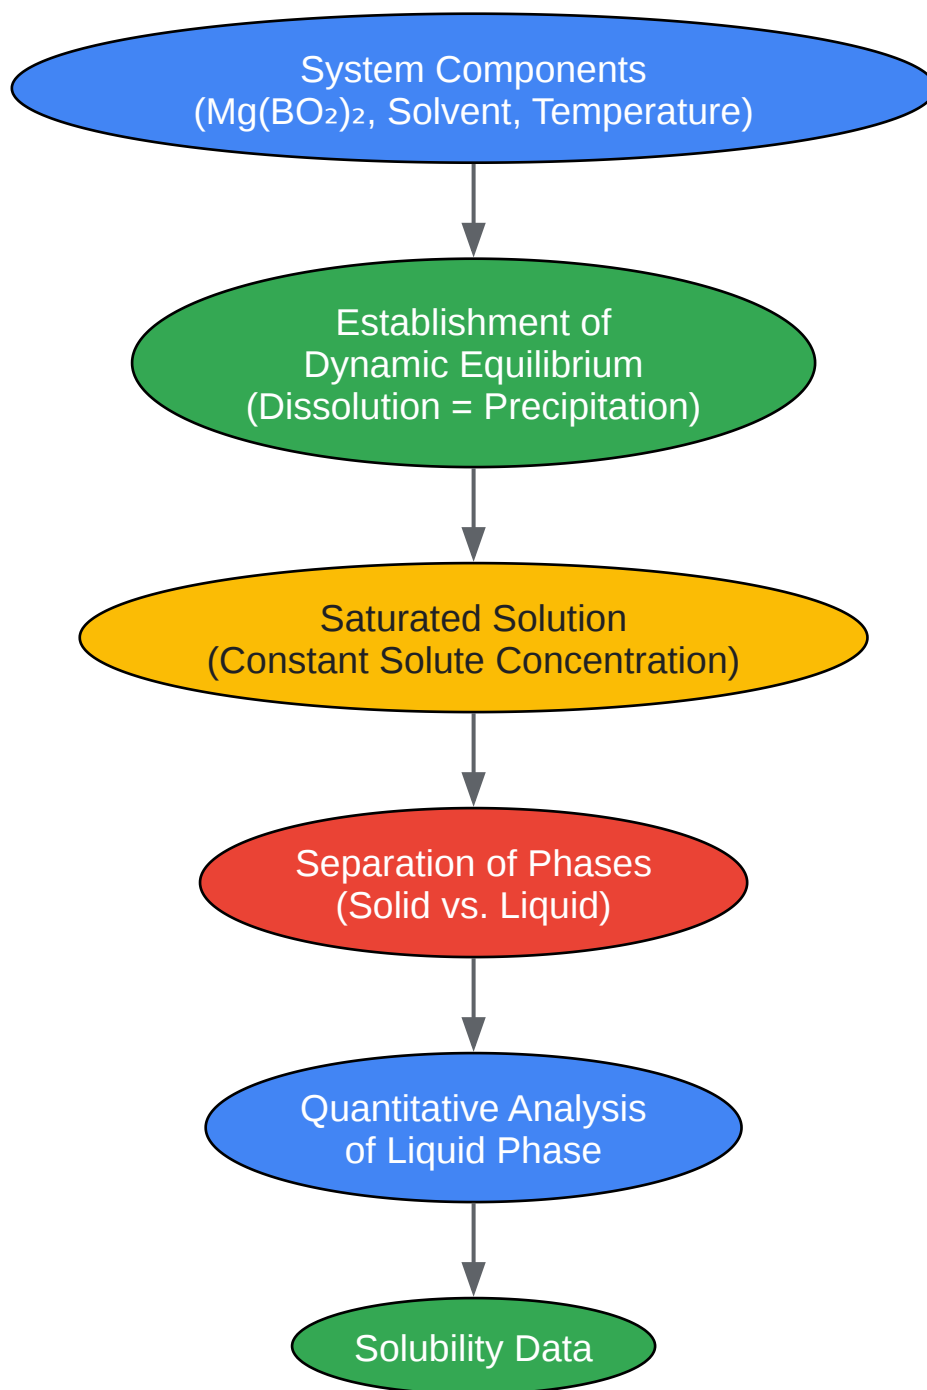 System Components
(Mg(BO₂)₂, Solvent, Temperature)
Establishment of
Dynamic Equilibrium
(Dissolution = Precipitation)
Saturated Solution
(Constant Solute Concentration)
Separation of Phases
(Solid vs. Liquid)
Quantitative Analysis
of Liquid Phase
Solubility Data